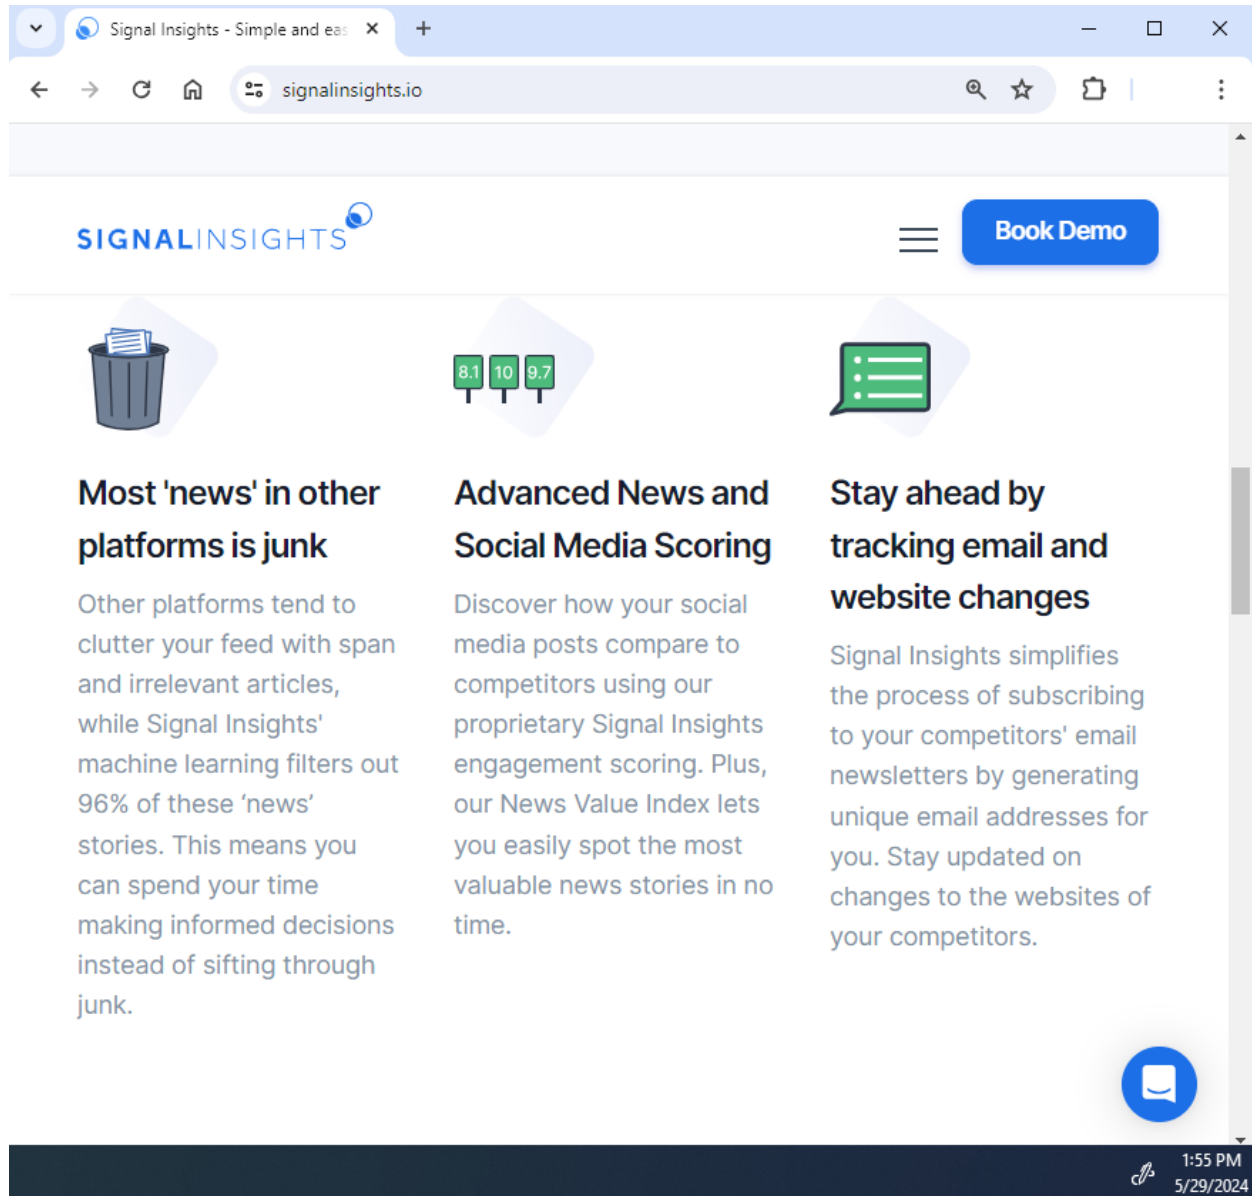 Signal Insights - Simple and eas
signalinsights.io
SIGNALINSIGHTS
Book Demo
8.1 10 9.7
Most 'news' in other
platforms is junk
Other platforms tend to
clutter your feed with span
and irrelevant articles,
while Signal Insights'
machine learning filters out
96% of these ‘news’
stories. This means you
can spend your time
making informed decisions
instead of sifting through
junk.
Advanced News and
Social Media Scoring
Discover how your social
media posts compare to
competitors using our
proprietary Signal Insights
engagement scoring. Plus,
our News Value Index lets
you easily spot the most
valuable news stories in no
time.
Stay ahead by
tracking email and
website changes
Signal Insights simplifies
the process of subscribing
to your competitors' email
newsletters by generating
unique email addresses for
you. Stay updated on
changes to the websites of
your competitors.
1:55 PM
5/29/2024